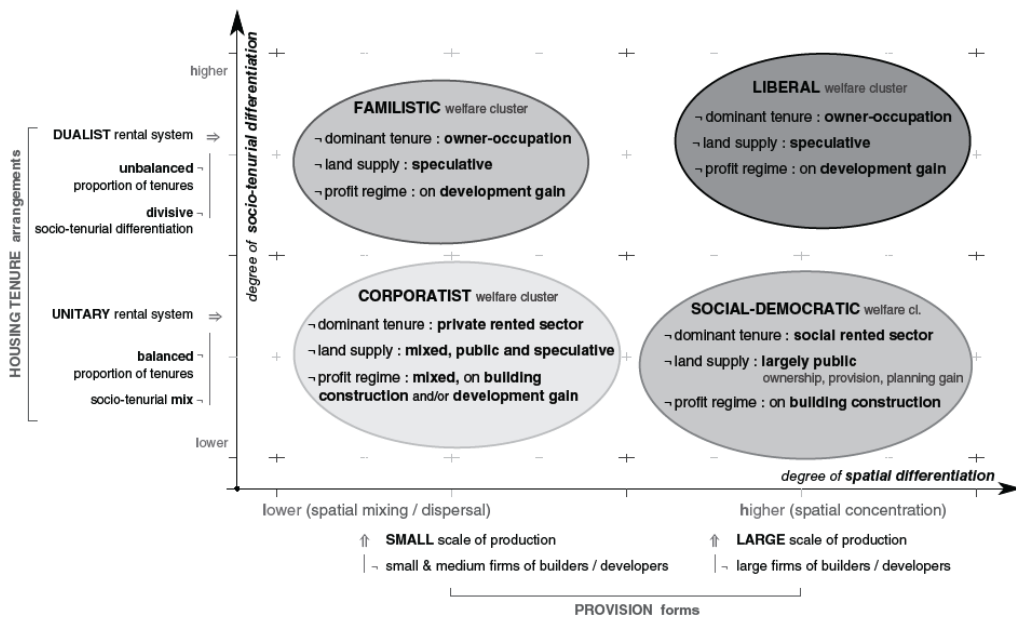 degree of socio-tenurial differentiation
higher
HOUSING TENURE arrangements
DUALIST rental system ⇒
unbalanced ¬
proportion of tenures
divisive ¬
socio-tenurial differentiation
UNITARY rental system ⇒
balanced ¬
proportion of tenures
socio-tenurial mix ¬
lower
FAMILISTIC welfare cluster
¬ dominant tenure : owner-occupation
¬ land supply : speculative
¬ profit regime : on development gain
LIBERAL welfare cluster
¬ dominant tenure : owner-occupation
¬ land supply : speculative
¬ profit regime : on development gain
CORPORATIST welfare cluster
¬ dominant tenure : private rented sector
¬ land supply : mixed, public and speculative
¬ profit regime : mixed, on building
construction and/or development gain
SOCIAL-DEMOCRATIC welfare cl.
¬ dominant tenure : social rented sector
¬ land supply : largely public
ownership, provision, planning gain
¬ profit regime : on building construction
degree of spatial differentiation
lower (spatial mixing / dispersal)
higher (spatial concentration)
⇑ SMALL scale of production
¬ small & medium firms of builders / developers
⇑ LARGE scale of production
¬ large firms of builders / developers
PROVISION forms